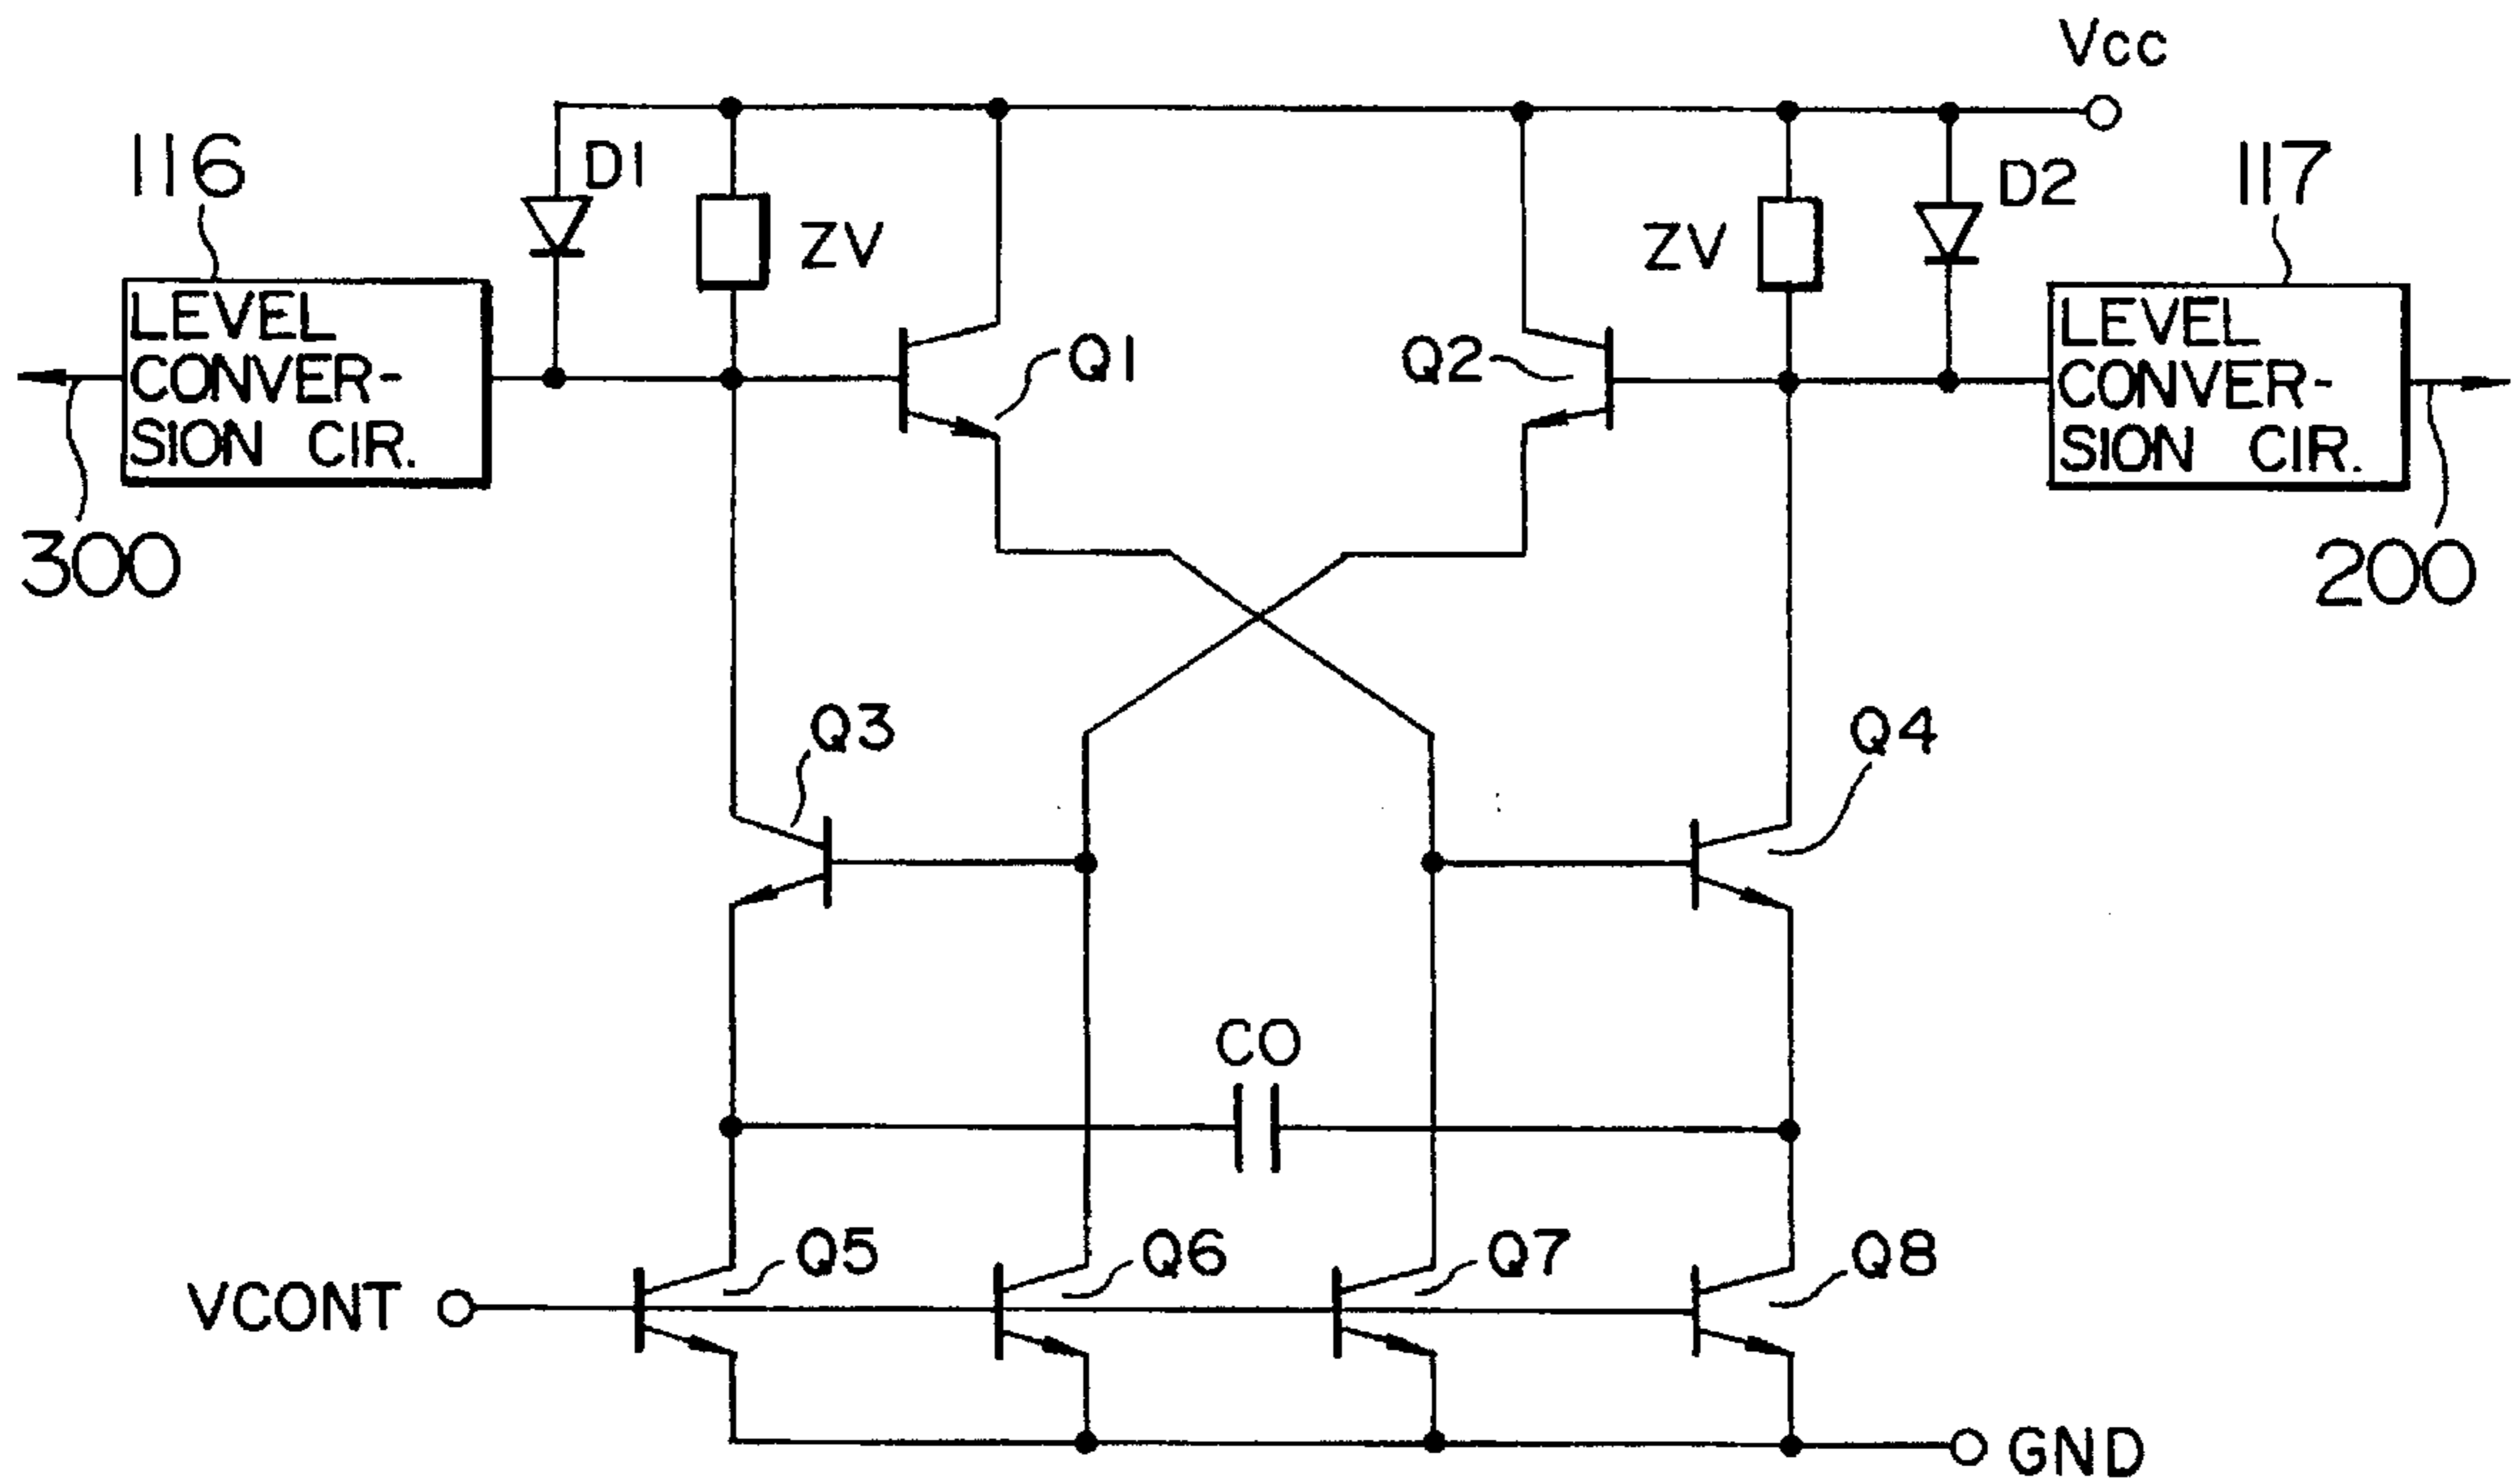 Vcc
116
D1
ZV
ZV
D2
117
LEVEL
CONVER-
SION CIR.
Q1
Q2
LEVEL
CONVER-
SION CIR.
300
200
Q3
Q4
CO
VCONT
Q5
Q6
Q7
Q8
GND